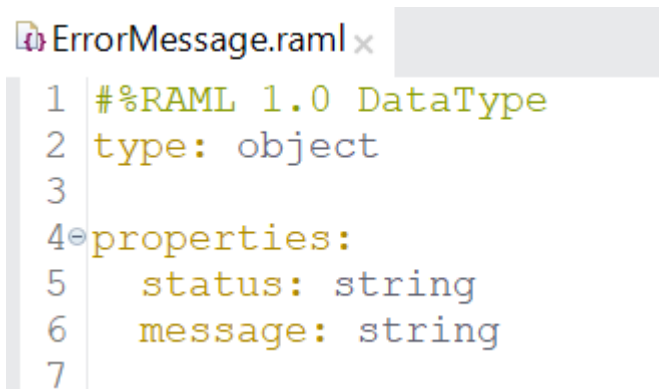 ErrorMessage.raml
1 #%RAML 1.0 DataType
2 type: object
3
4 properties:
5   status: string
6   message: string
7